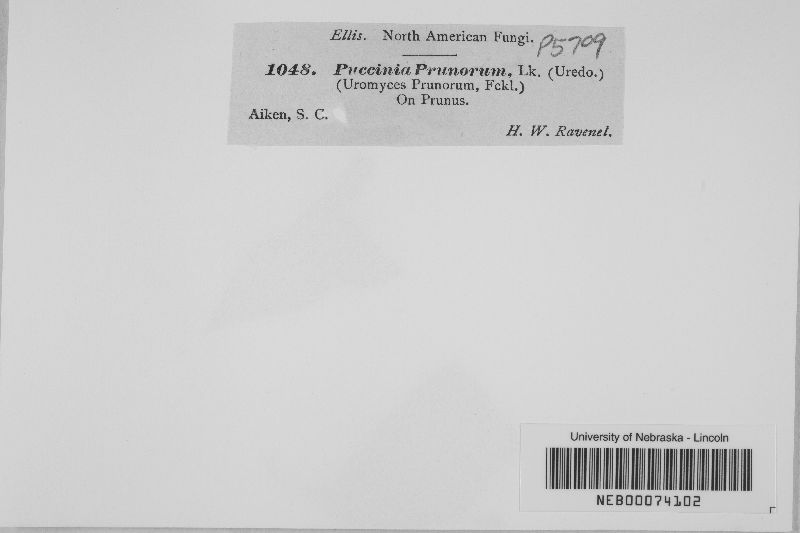 Ellis. North American Fungi. P5709
1048. Puccinia Prunorum, Lk. (Uredo.)
(Uromyces Prunorum, Fckl.)
On Prunus.
Aiken, S. C.
H. W. Ravenel.
University of Nebraska - Lincoln
NEB00074102